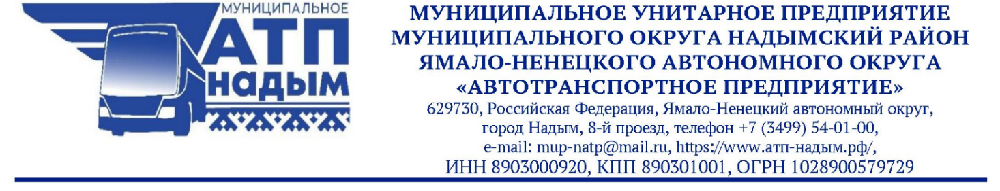 МУНИЦИПАЛЬНОЕ
АТП
НАДЫМ
МУНИЦИПАЛЬНОЕ УНИТАРНОЕ ПРЕДПРИЯТИЕ
МУНИЦИПАЛЬНОГО ОКРУГА НАДЫМСКИЙ РАЙОН
ЯМАЛО-НЕНЕЦКОГО АВТОНОМНОГО ОКРУГА
«АВТОТРАНСПОРТНОЕ ПРЕДПРИЯТИЕ»
629730, Российская Федерация, Ямало-Ненецкий автономный округ,
город Надым, 8-й проезд, телефон +7 (3499) 54-01-00,
e-mail: mup-natp@mail.ru, https://www.атп-надым.рф/,
ИНН 8903000920, КПП 890301001, ОГРН 1028900579729